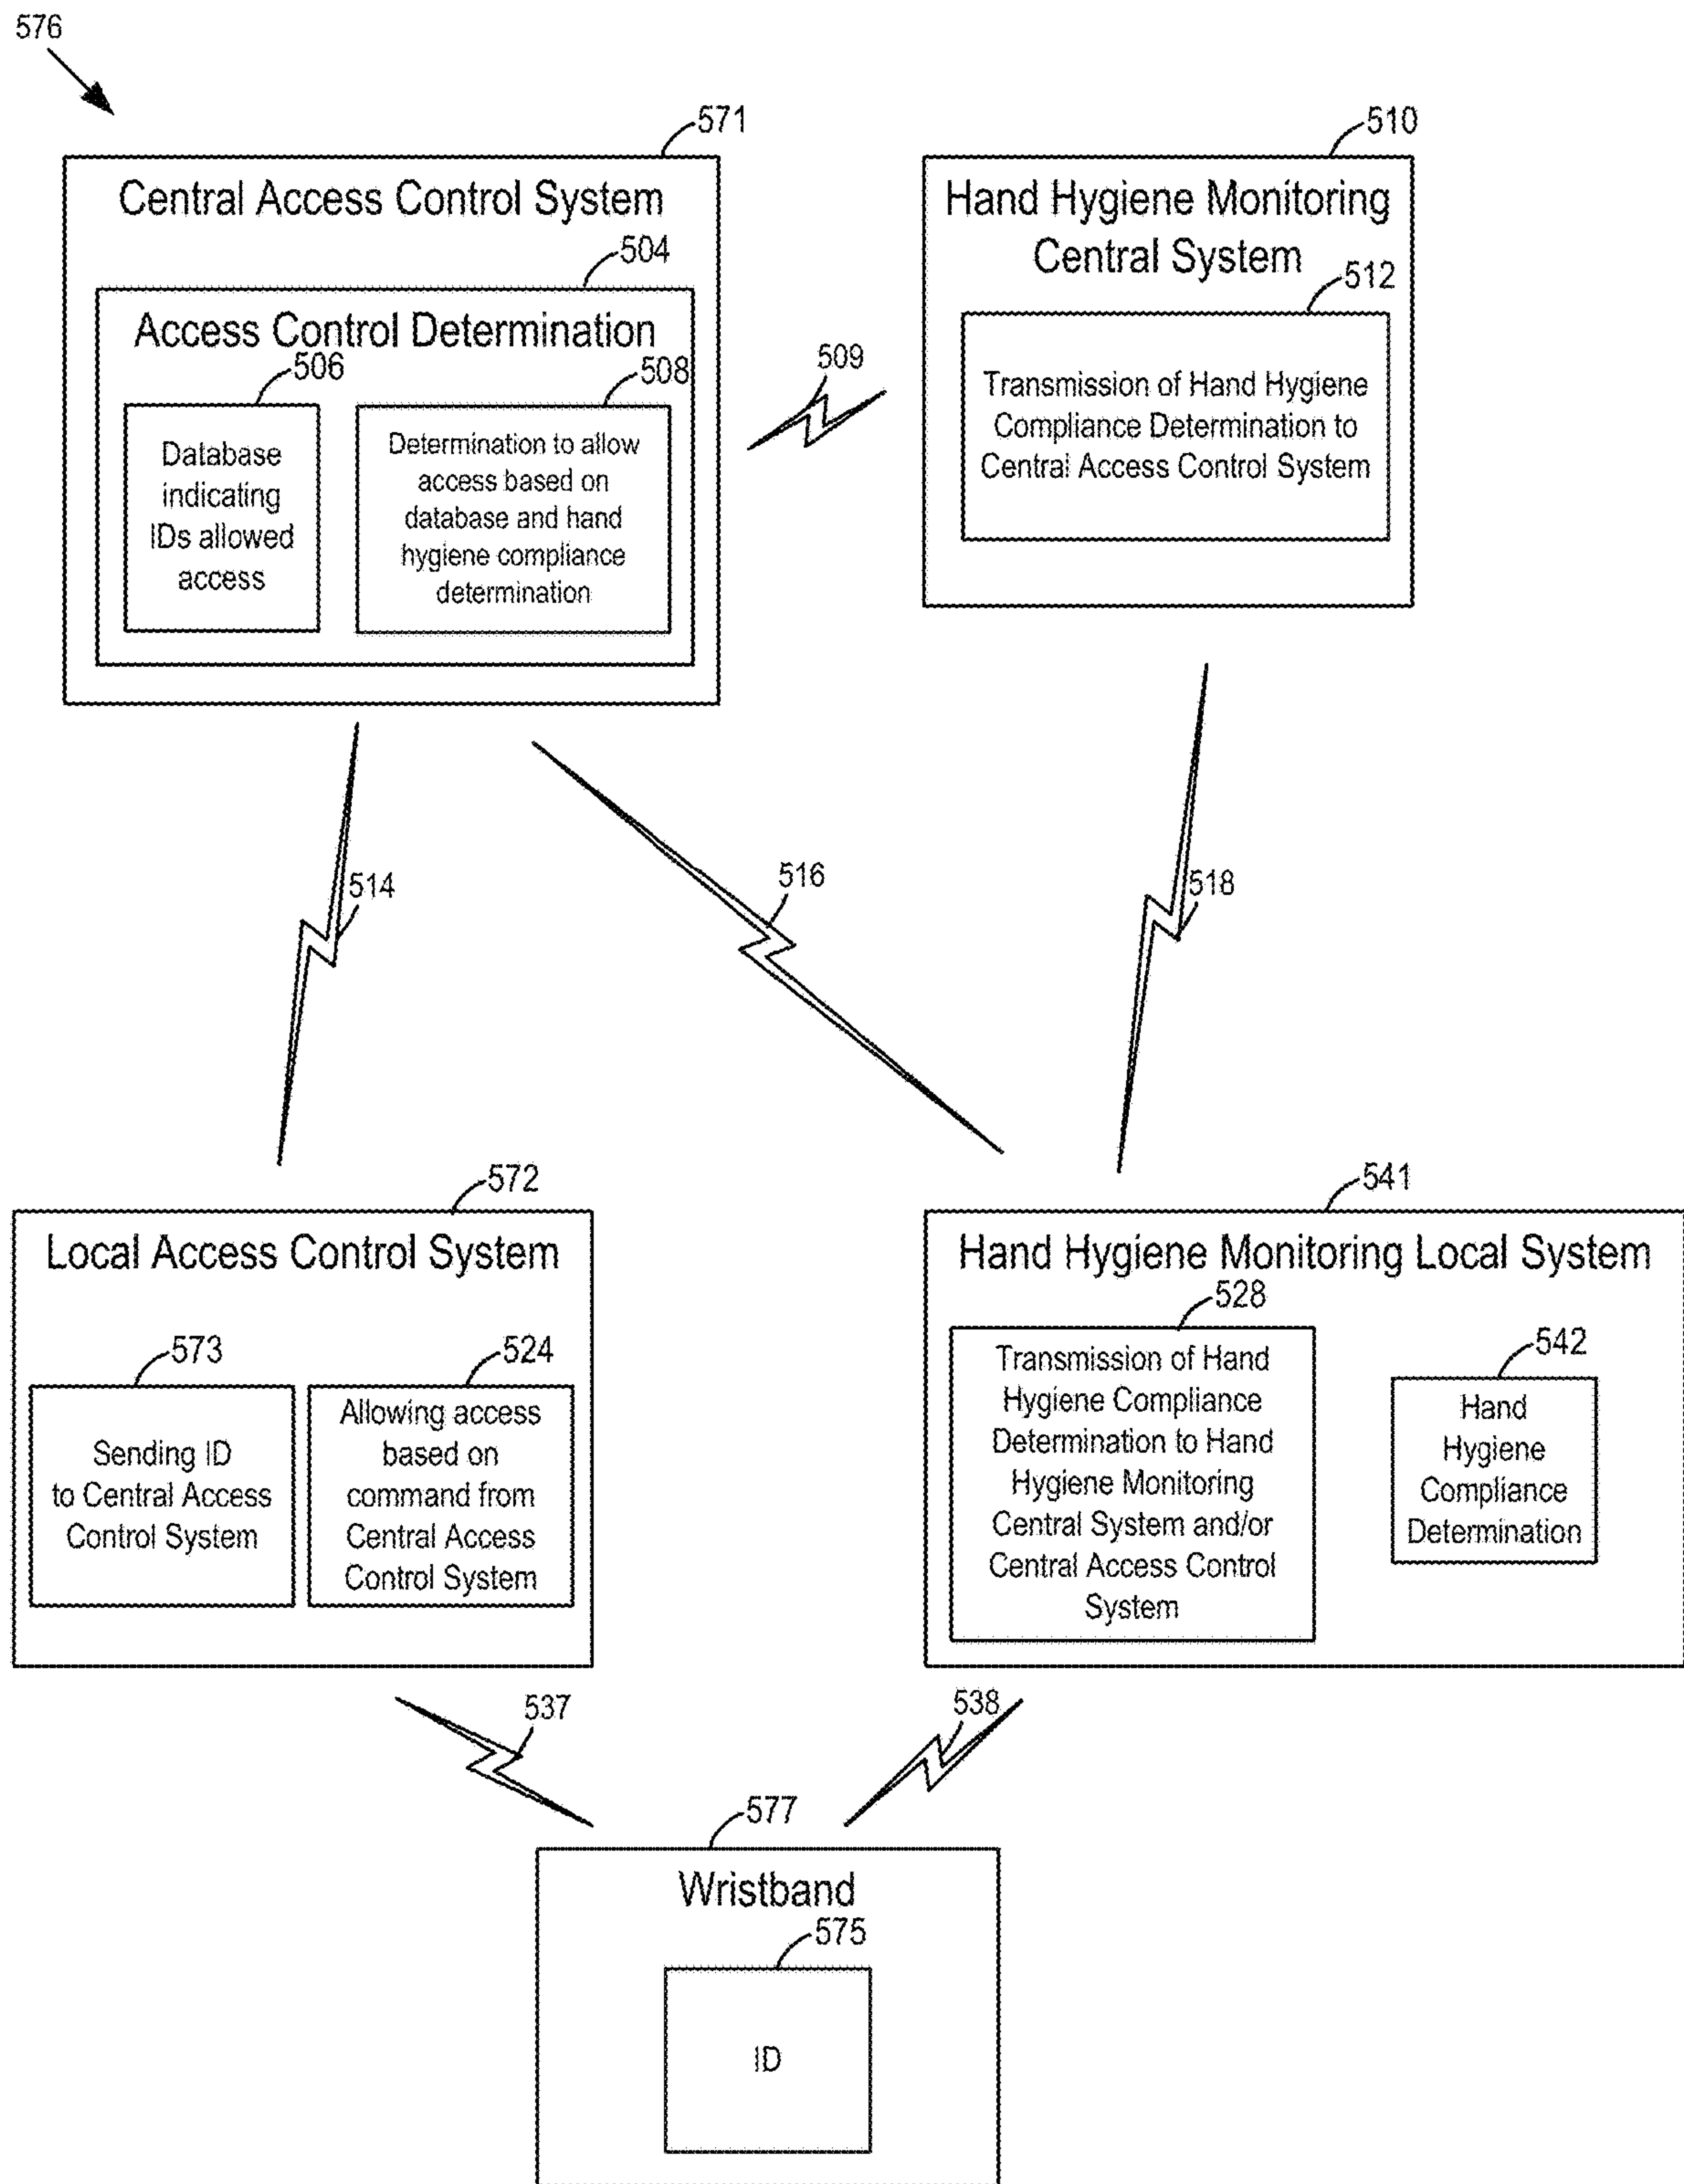 576
571
Central Access Control System
504
Access Control Determination
506
508
Database
indicating
IDs allowed
access
Determination to allow
access based on
database and hand
hygiene compliance
determination
509
510
Hand Hygiene Monitoring
Central System
512
Transmission of Hand Hygiene
Compliance Determination to
Central Access Control System
514
516
518
572
Local Access Control System
573
524
Sending ID
to Central Access
Control System
Allowing access
based on
command from
Central Access
Control System
541
Hand Hygiene Monitoring Local System
528
Transmission of Hand
Hygiene Compliance
Determination to Hand
Hygiene Monitoring
Central System and/or
Central Access Control
System
542
Hand
Hygiene
Compliance
Determination
537
538
577
Wristband
575
ID